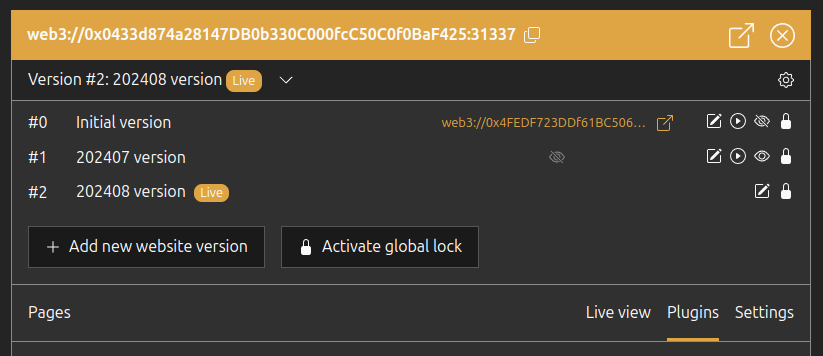 web3://0x0433d874a28147DB0b330C000fcC50C0f0BaF425:31337
Version #2: 202408 version Live
#0 Initial version web3://0x4FEDF723DDf61BC506...
#1 202407 version
#2 202408 version Live
+ Add new website version Activate global lock
Pages Live view Plugins Settings